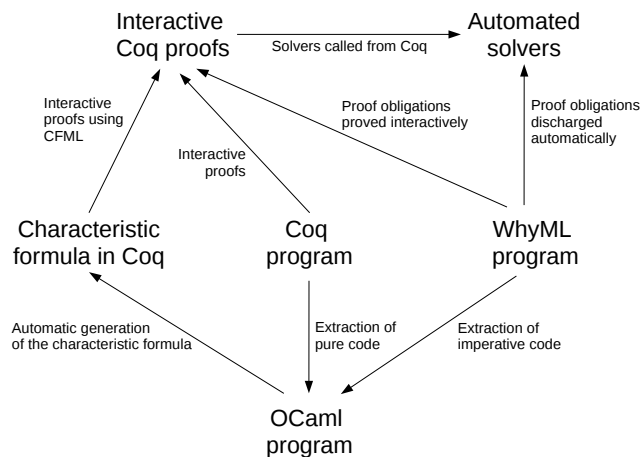 Interactive
Coq proofs
Solvers called from Coq
Automated
solvers
Interactive
proofs using
CFML
Proof obligations
proved interactively
Proof obligations
discharged
automatically
Interactive
proofs
Characteristic
formula in Coq
Coq
program
WhyML
program
Automatic generation
of the characteristic formula
Extraction of
pure code
Extraction of
imperative code
OCaml
program